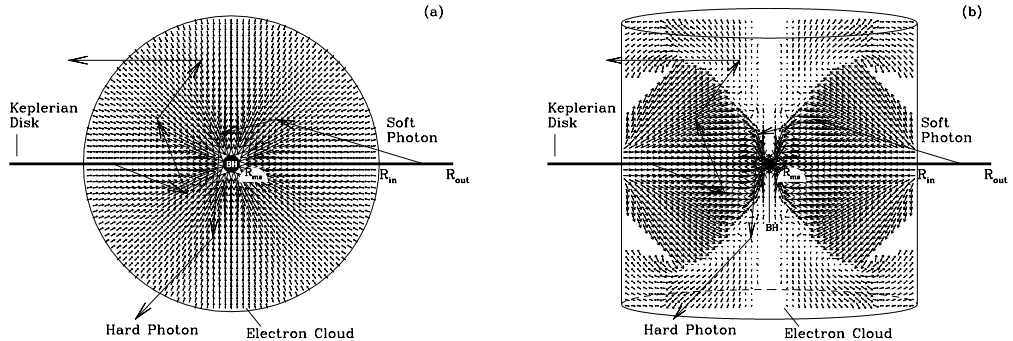 (a)
Keplerian
Disk
Soft
Photon
BH
R_ms
R_in
R_out
Hard Photon
Electron Cloud
(b)
Keplerian
Disk
Soft
Photon
R_ms
R_in
R_out
BH
Hard Photon
Electron Cloud